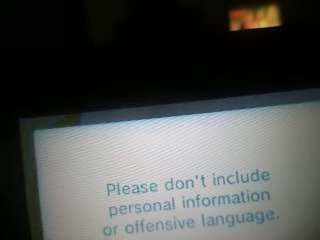 Please don't include
personal information
or offensive language.